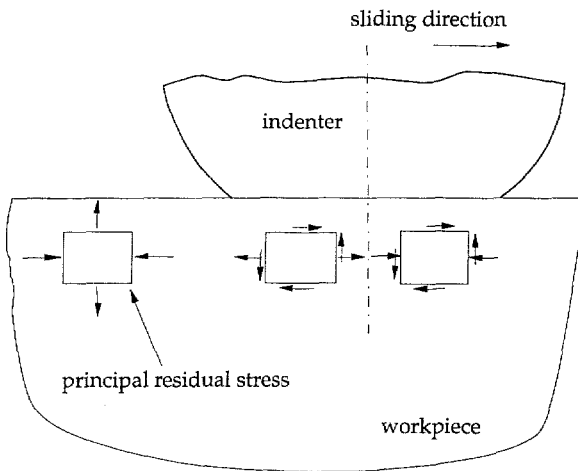 sliding direction
indenter
principal residual stress
workpiece